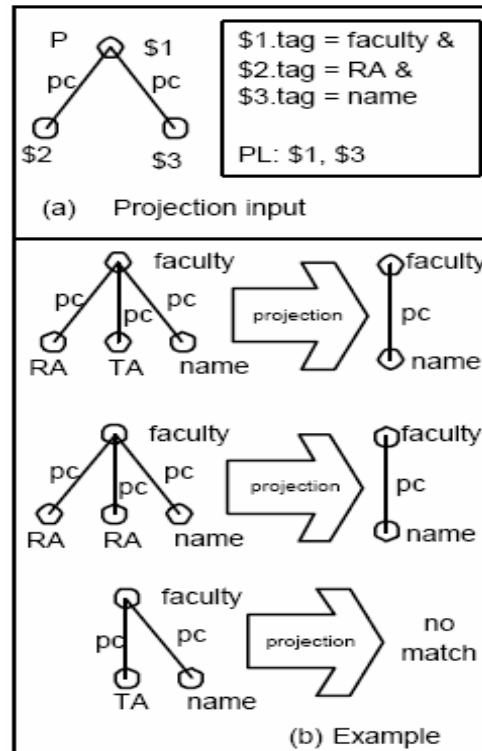 P $1
pc pc
$2 $3
$1.tag = faculty &
$2.tag = RA &
$3.tag = name
PL: $1, $3
(a) Projection input
faculty
pc pc pc
RA TA name
projection
faculty
pc
name
faculty
pc pc pc
RA RA name
projection
faculty
pc
name
faculty
pc pc
TA name
projection
no
match
(b) Example